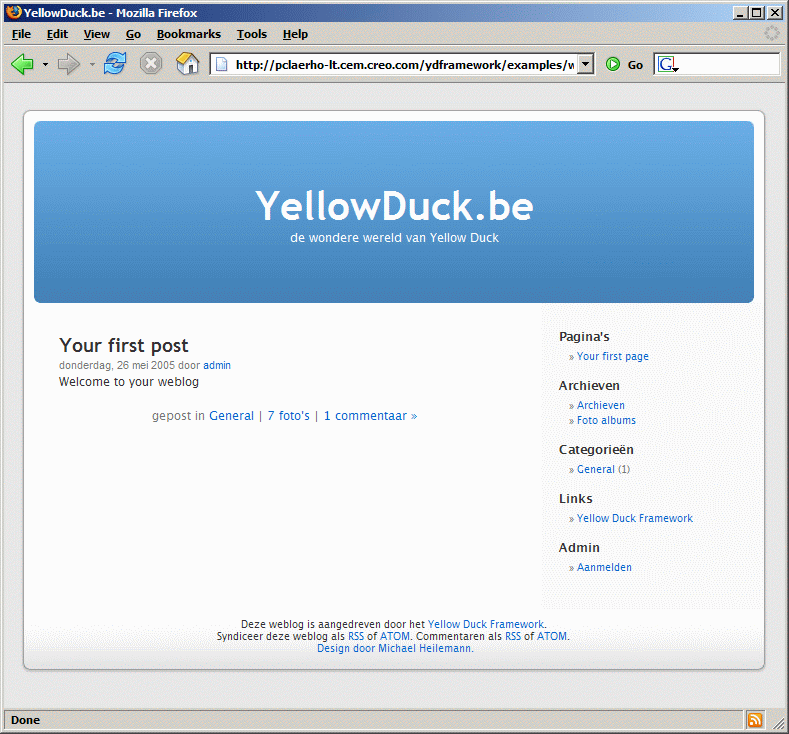 YellowDuck.be - Mozilla Firefox
File Edit View Go Bookmarks Tools Help
http://pclaerho-lt.cem.creo.com/ydframework/examples/w Go G
YellowDuck.be
de wondere wereld van Yellow Duck
Your first post
donderdag, 26 mei 2005 door admin
Welcome to your weblog
gepost in General | 7 foto's | 1 commentaar »
Pagina's
» Your first page
Archieven
» Archieven
» Foto albums
Categorieën
» General (1)
Links
» Yellow Duck Framework
Admin
» Aanmelden
Deze weblog is aangedreven door het Yellow Duck Framework.
Syndiceer deze weblog als RSS of ATOM. Commentaren als RSS of ATOM.
Design door Michael Heilemann.
Done